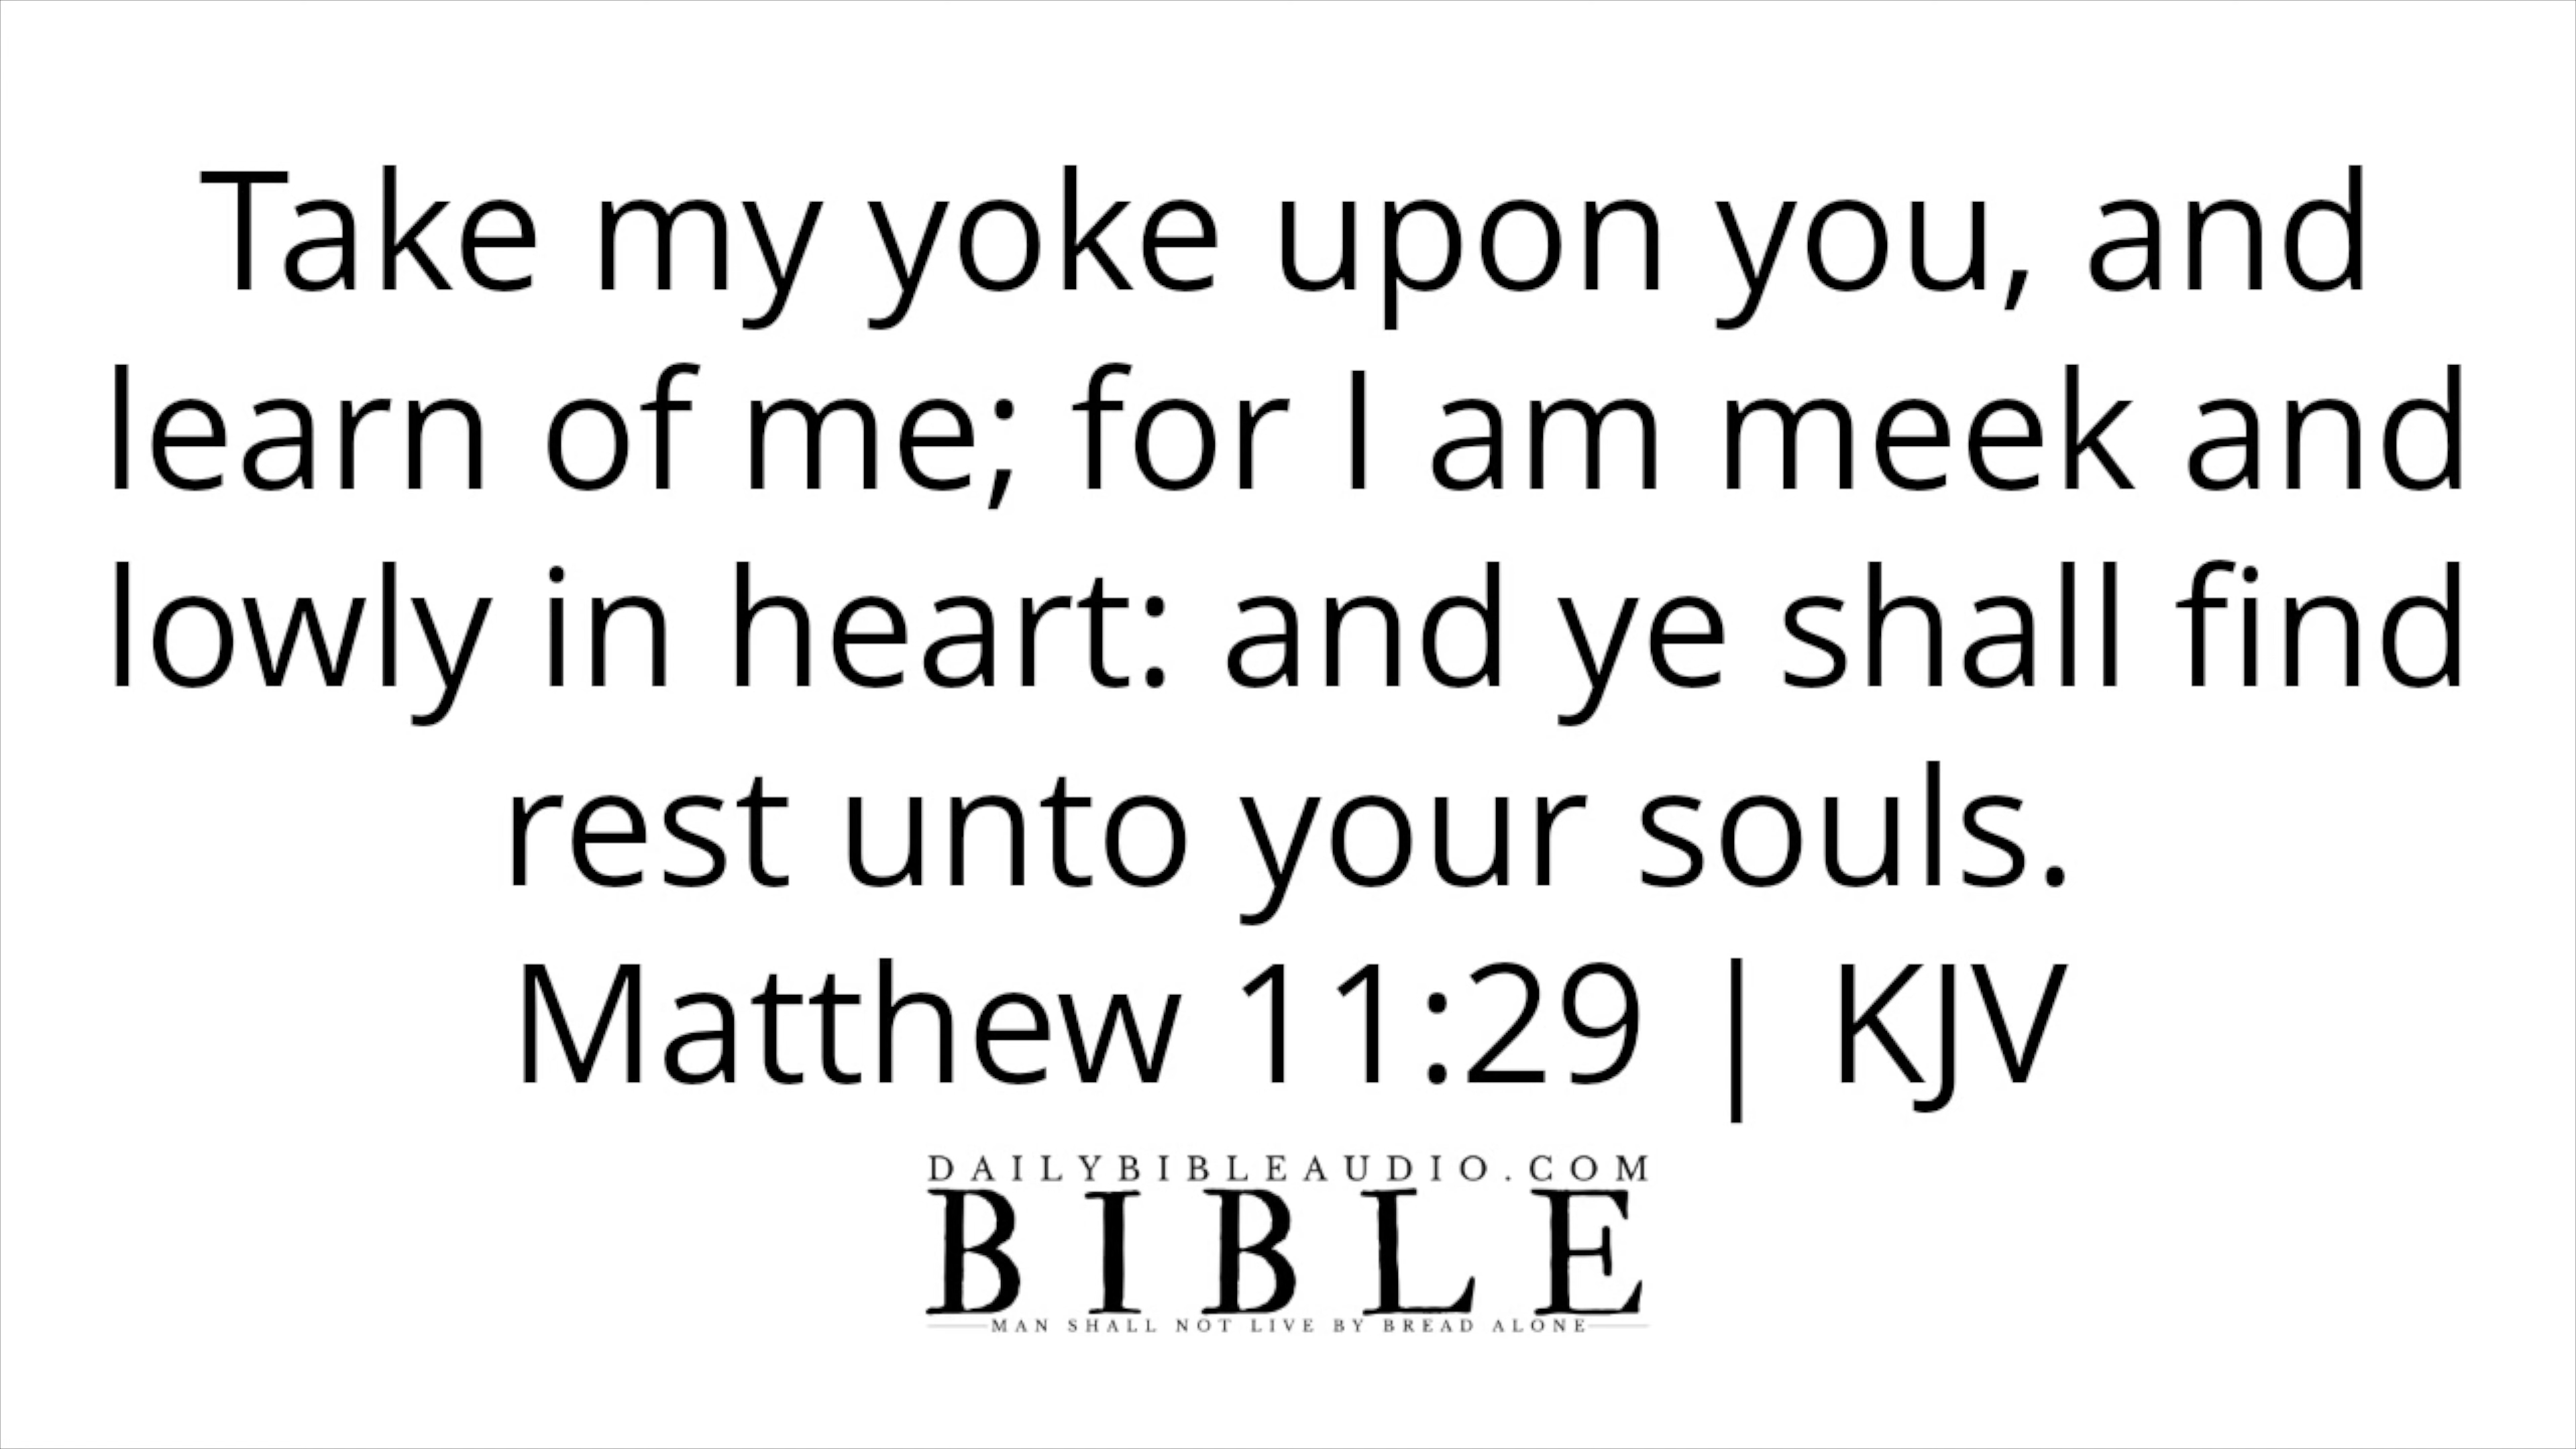 Take my yoke upon you, and
learn of me; for I am meek and
lowly in heart: and ye shall find
rest unto your souls.
Matthew 11:29 | KJV
DAILYBIBLEAUDIO.COM
BIBLE
MAN SHALL NOT LIVE BY BREAD ALONE